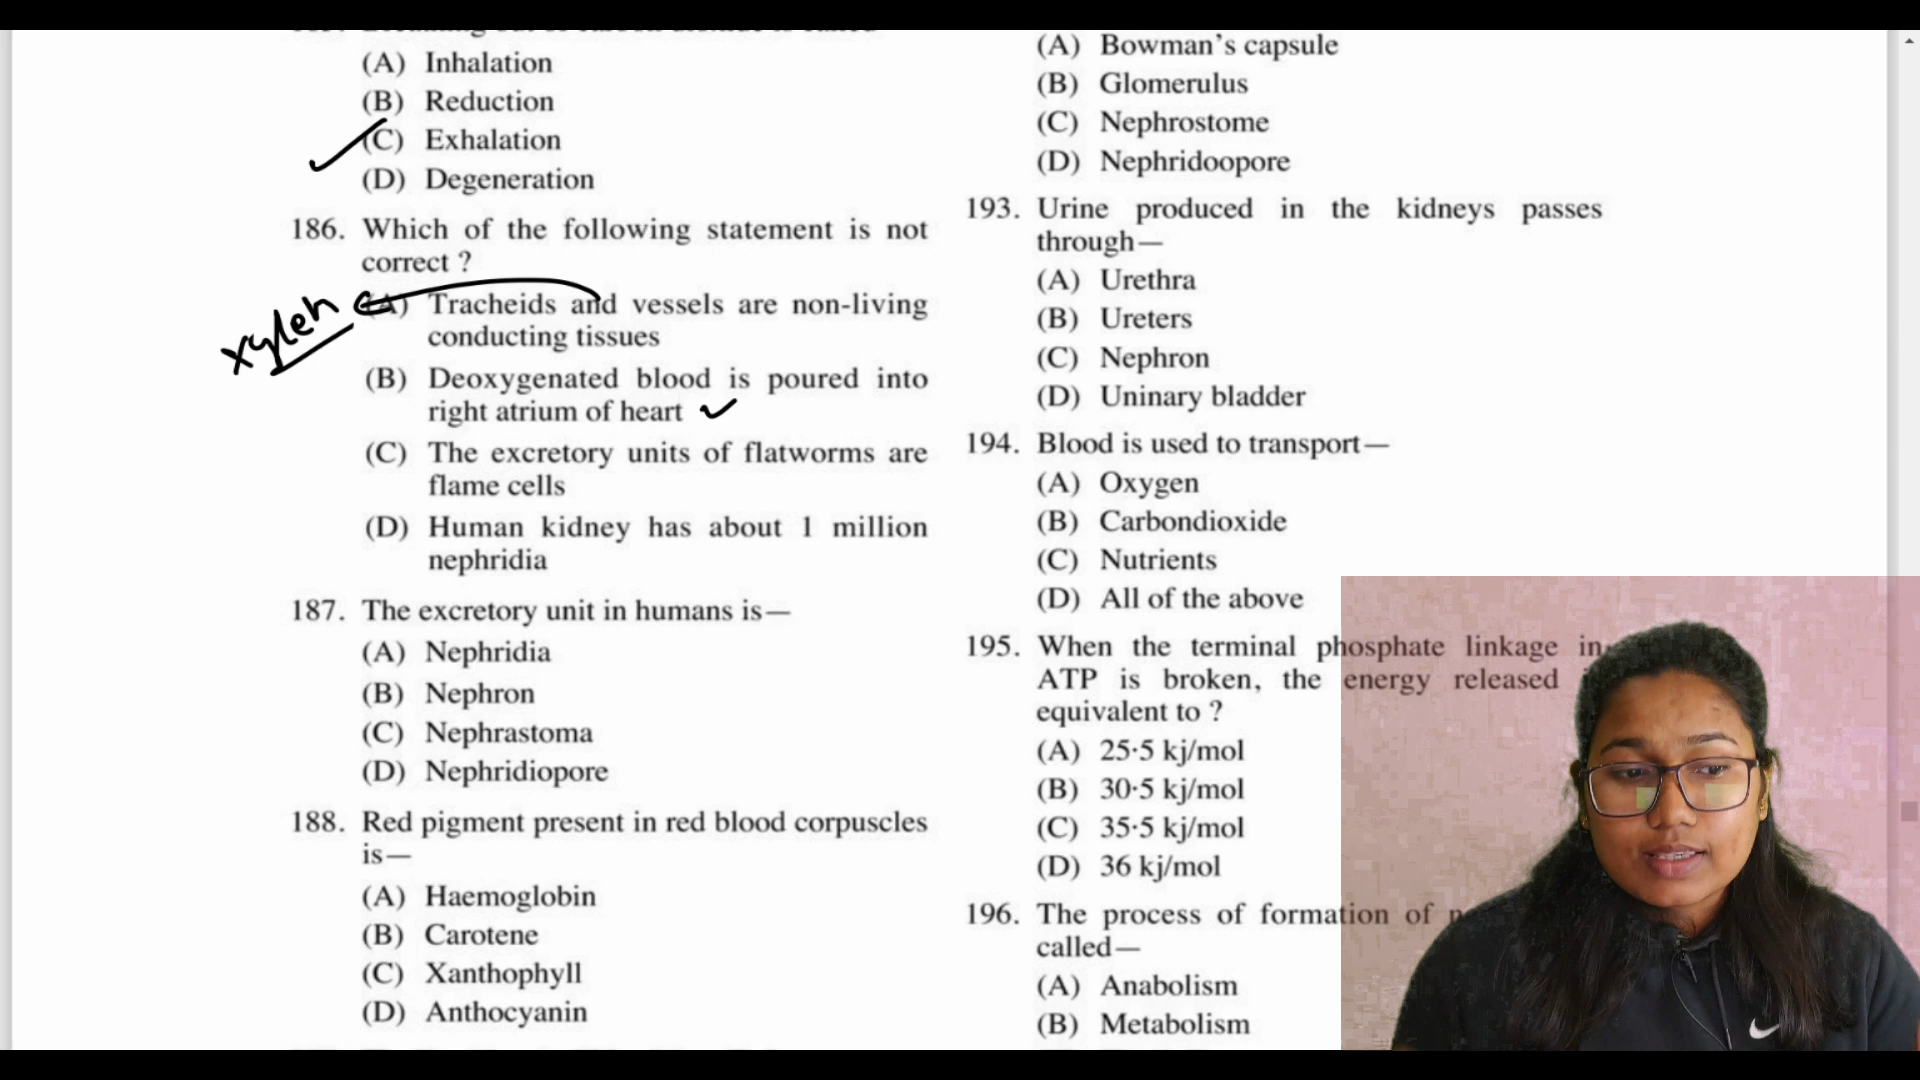 (A) Inhalation
(B) Reduction
(C) Exhalation
(D) Degeneration
186. Which of the following statement is not
correct ?
xylem
(A) Tracheids and vessels are non-living
conducting tissues
(B) Deoxygenated blood is poured into
right atrium of heart
(C) The excretory units of flatworms are
flame cells
(D) Human kidney has about 1 million
nephridia
187. The excretory unit in humans is—
(A) Nephridia
(B) Nephron
(C) Nephrastoma
(D) Nephridiopore
188. Red pigment present in red blood corpuscles
is—
(A) Haemoglobin
(B) Carotene
(C) Xanthophyll
(D) Anthocyanin
(A) Bowman's capsule
(B) Glomerulus
(C) Nephrostome
(D) Nephridoopore
193. Urine produced in the kidneys passes
through—
(A) Urethra
(B) Ureters
(C) Nephron
(D) Uninary bladder
194. Blood is used to transport—
(A) Oxygen
(B) Carbondioxide
(C) Nutrients
(D) All of the above
195. When the terminal phosphate linkage in
ATP is broken, the energy released
equivalent to ?
(A) 25·5 kj/mol
(B) 30·5 kj/mol
(C) 35·5 kj/mol
(D) 36 kj/mol
196. The process of formation of
called—
(A) Anabolism
(B) Metabolism